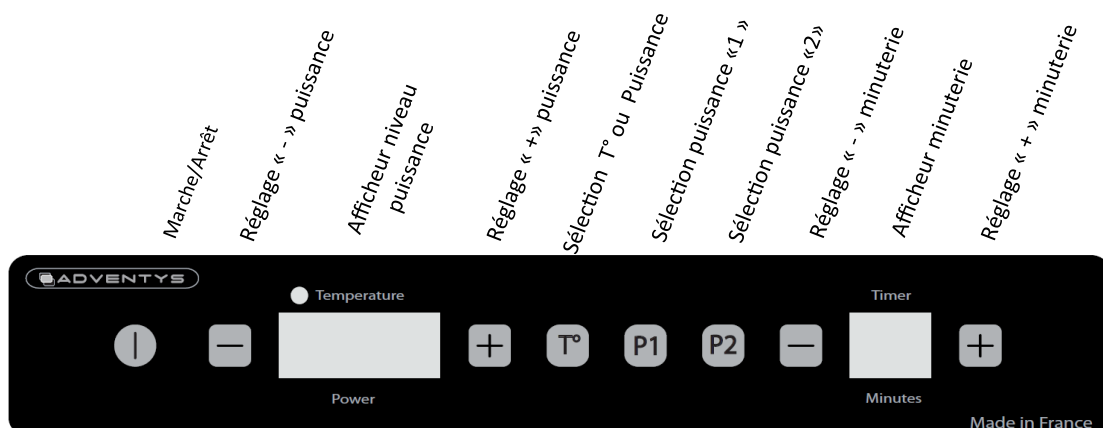 Marche/Arrêt
Réglage « - » puissance
Afficheur niveau
puissance
Réglage « +» puissance
Sélection T° ou Puissance
Sélection puissance «1 »
Sélection puissance «2»
Réglage « - » minuterie
Afficheur minuterie
Réglage « + » minuterie
ADVENTYS
Temperature
Timer
T° P1 P2
Power
Minutes
Made in France